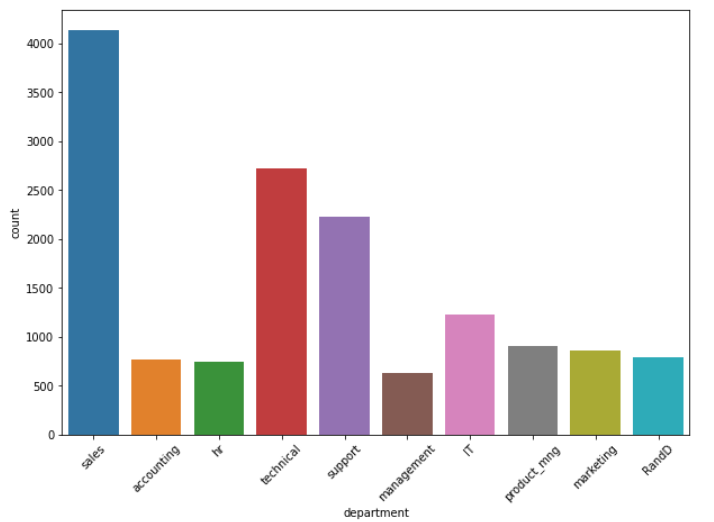 4000
3500
3000
2500
2000
1500
1000
500
0
count
sales
accounting
hr
technical
support
management
IT
product_mng
marketing
RandD
department